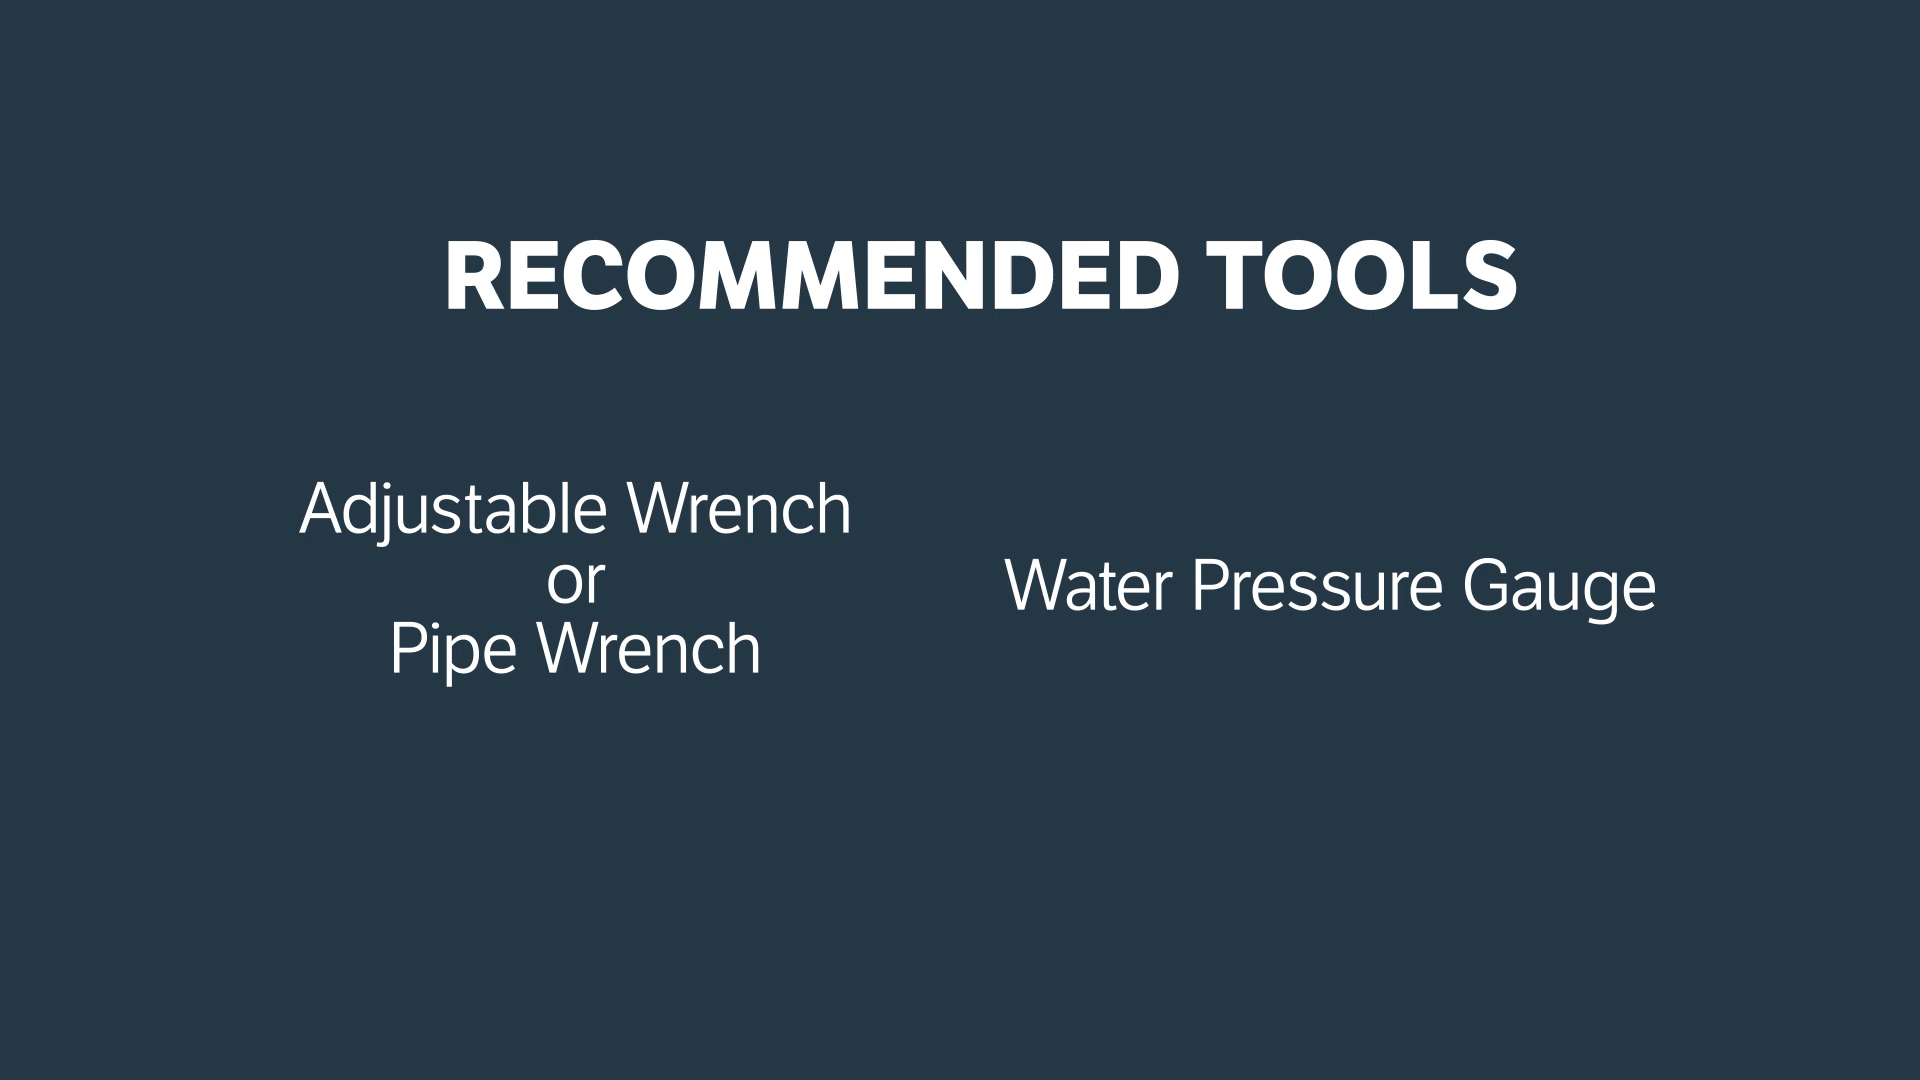 RECOMMENDED TOOLS
Adjustable Wrench
or
Pipe Wrench
Water Pressure Gauge